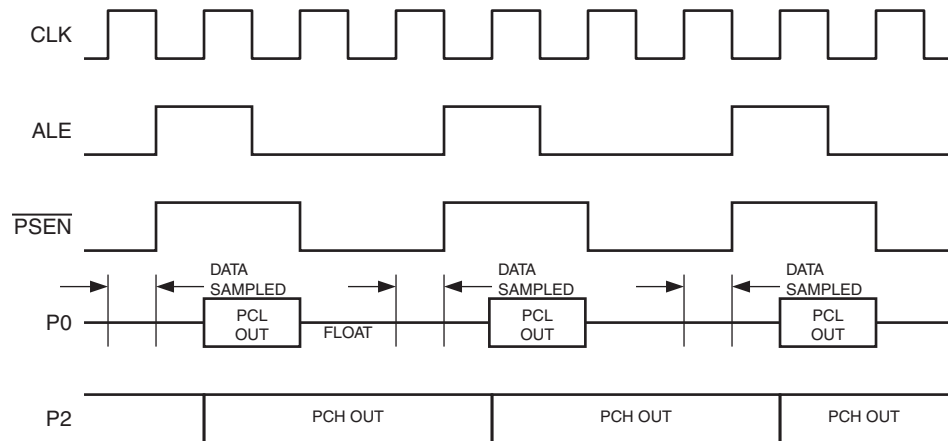 CLK
ALE
PSEN
DATA
SAMPLED
DATA
SAMPLED
DATA
SAMPLED
P0
PCL
OUT
FLOAT
PCL
OUT
PCL
OUT
P2
PCH OUT
PCH OUT
PCH OUT